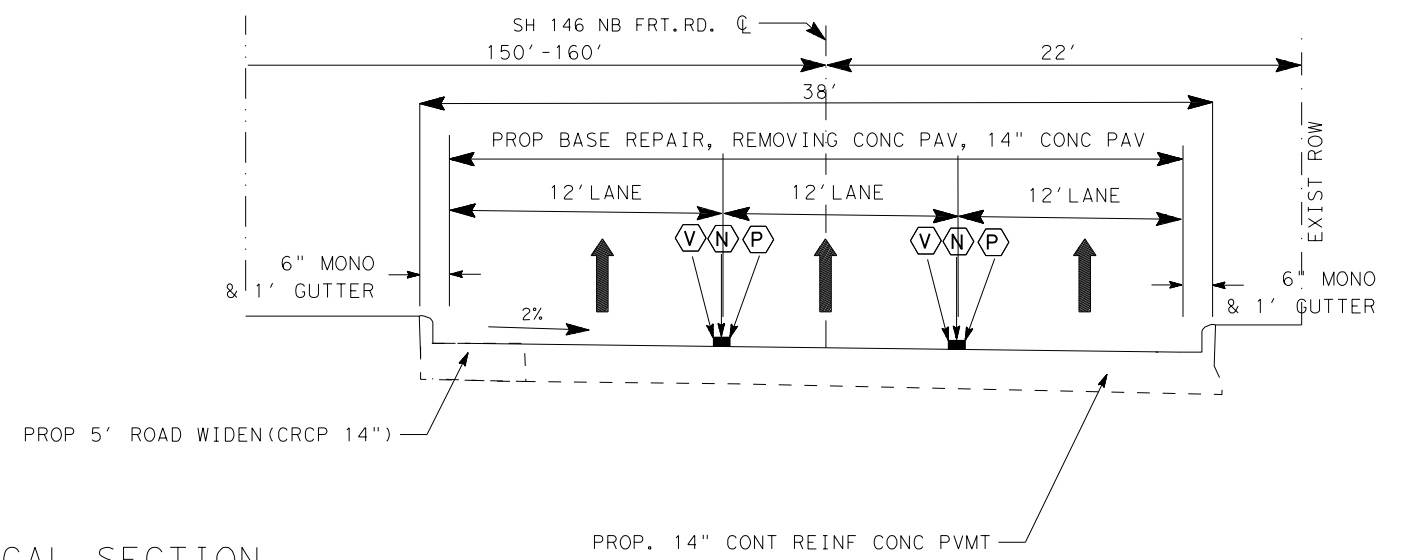 SH 146 NB FRT.RD. ℄
150'-160'
22'
38'
PROP BASE REPAIR, REMOVING CONC PAV, 14" CONC PAV
12'LANE
12'LANE
12'LANE
EXIST ROW
V N P
V N P
6" MONO
& 1' GUTTER
6" MONO
& 1' GUTTER
2%
PROP 5' ROAD WIDEN(CRCP 14")
PROP. 14" CONT REINF CONC PVMT
CAL SECTION